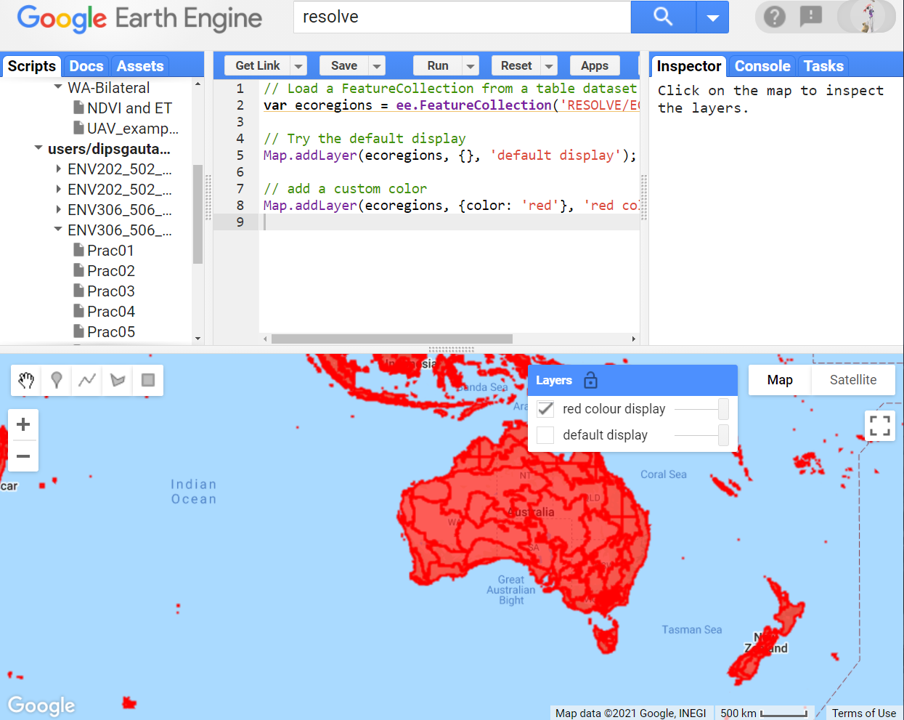 Google Earth Engine
resolve
Scripts Docs Assets
WA-Bilateral
NDVI and ET
UAV_examp...
users/dipsgauta...
ENV202_502_...
ENV202_502_...
ENV306_506_...
ENV306_506_...
Prac01
Prac02
Prac03
Prac04
Prac05
Get Link Save Run Reset Apps
1 // Load a FeatureCollection from a table dataset
2 var ecoregions = ee.FeatureCollection('RESOLVE/EC
3
4 // Try the default display
5 Map.addLayer(ecoregions, {}, 'default display');
6
7 // add a custom color
8 Map.addLayer(ecoregions, {color: 'red'}, 'red co
9
Inspector Console Tasks
Click on the map to inspect
the layers.
Layers
red colour display
default display
Map Satellite
Indonesia
Banda Sea
Ara
Coral Sea
car
Indian
Ocean
NT
Australia
WA
SA
Great
Australian
Bight
Tasman Sea
New
Zealand
Google
Map data ©2021 Google, INEGI 500 km Terms of Use